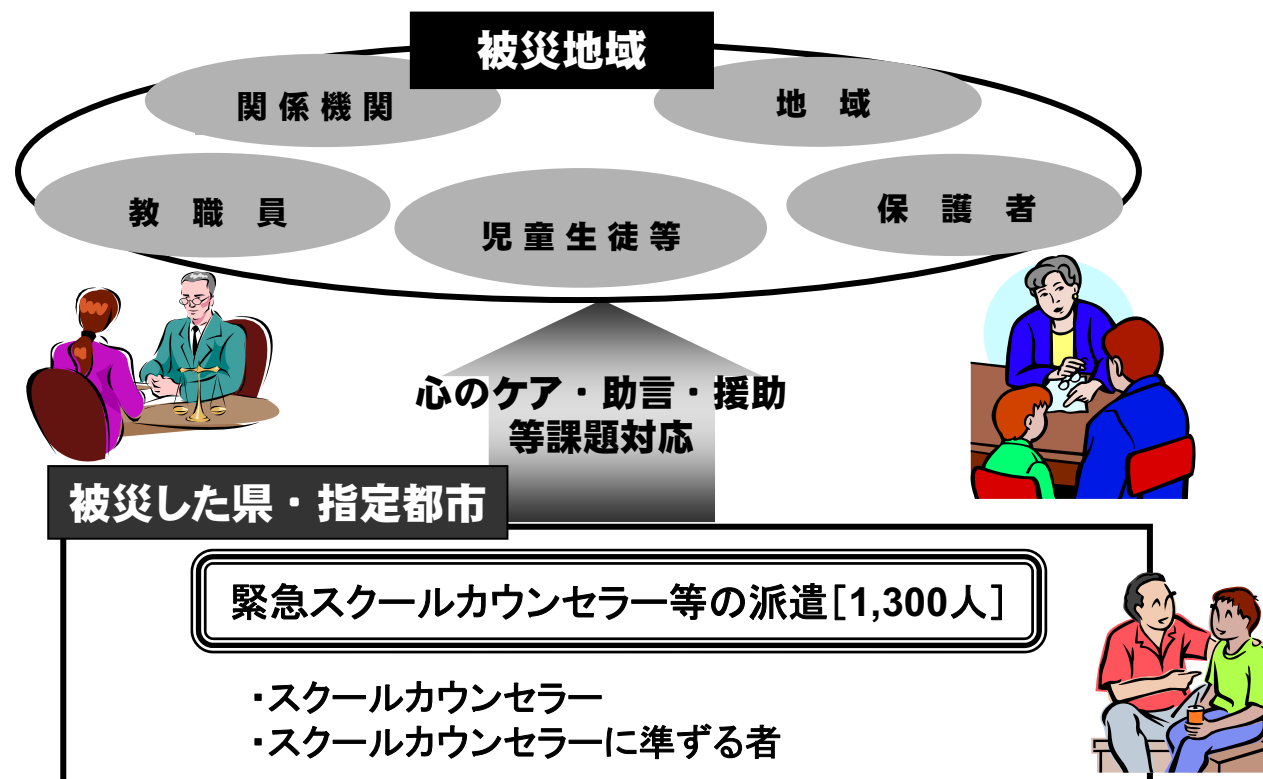 被災地域
関係機関
地域
教職員
児童生徒等
保護者
心のケア・助言・援助
等課題対応
被災した県・指定都市
緊急スクールカウンセラー等の派遣[1,300人]
・スクールカウンセラー
・スクールカウンセラーに準ずる者